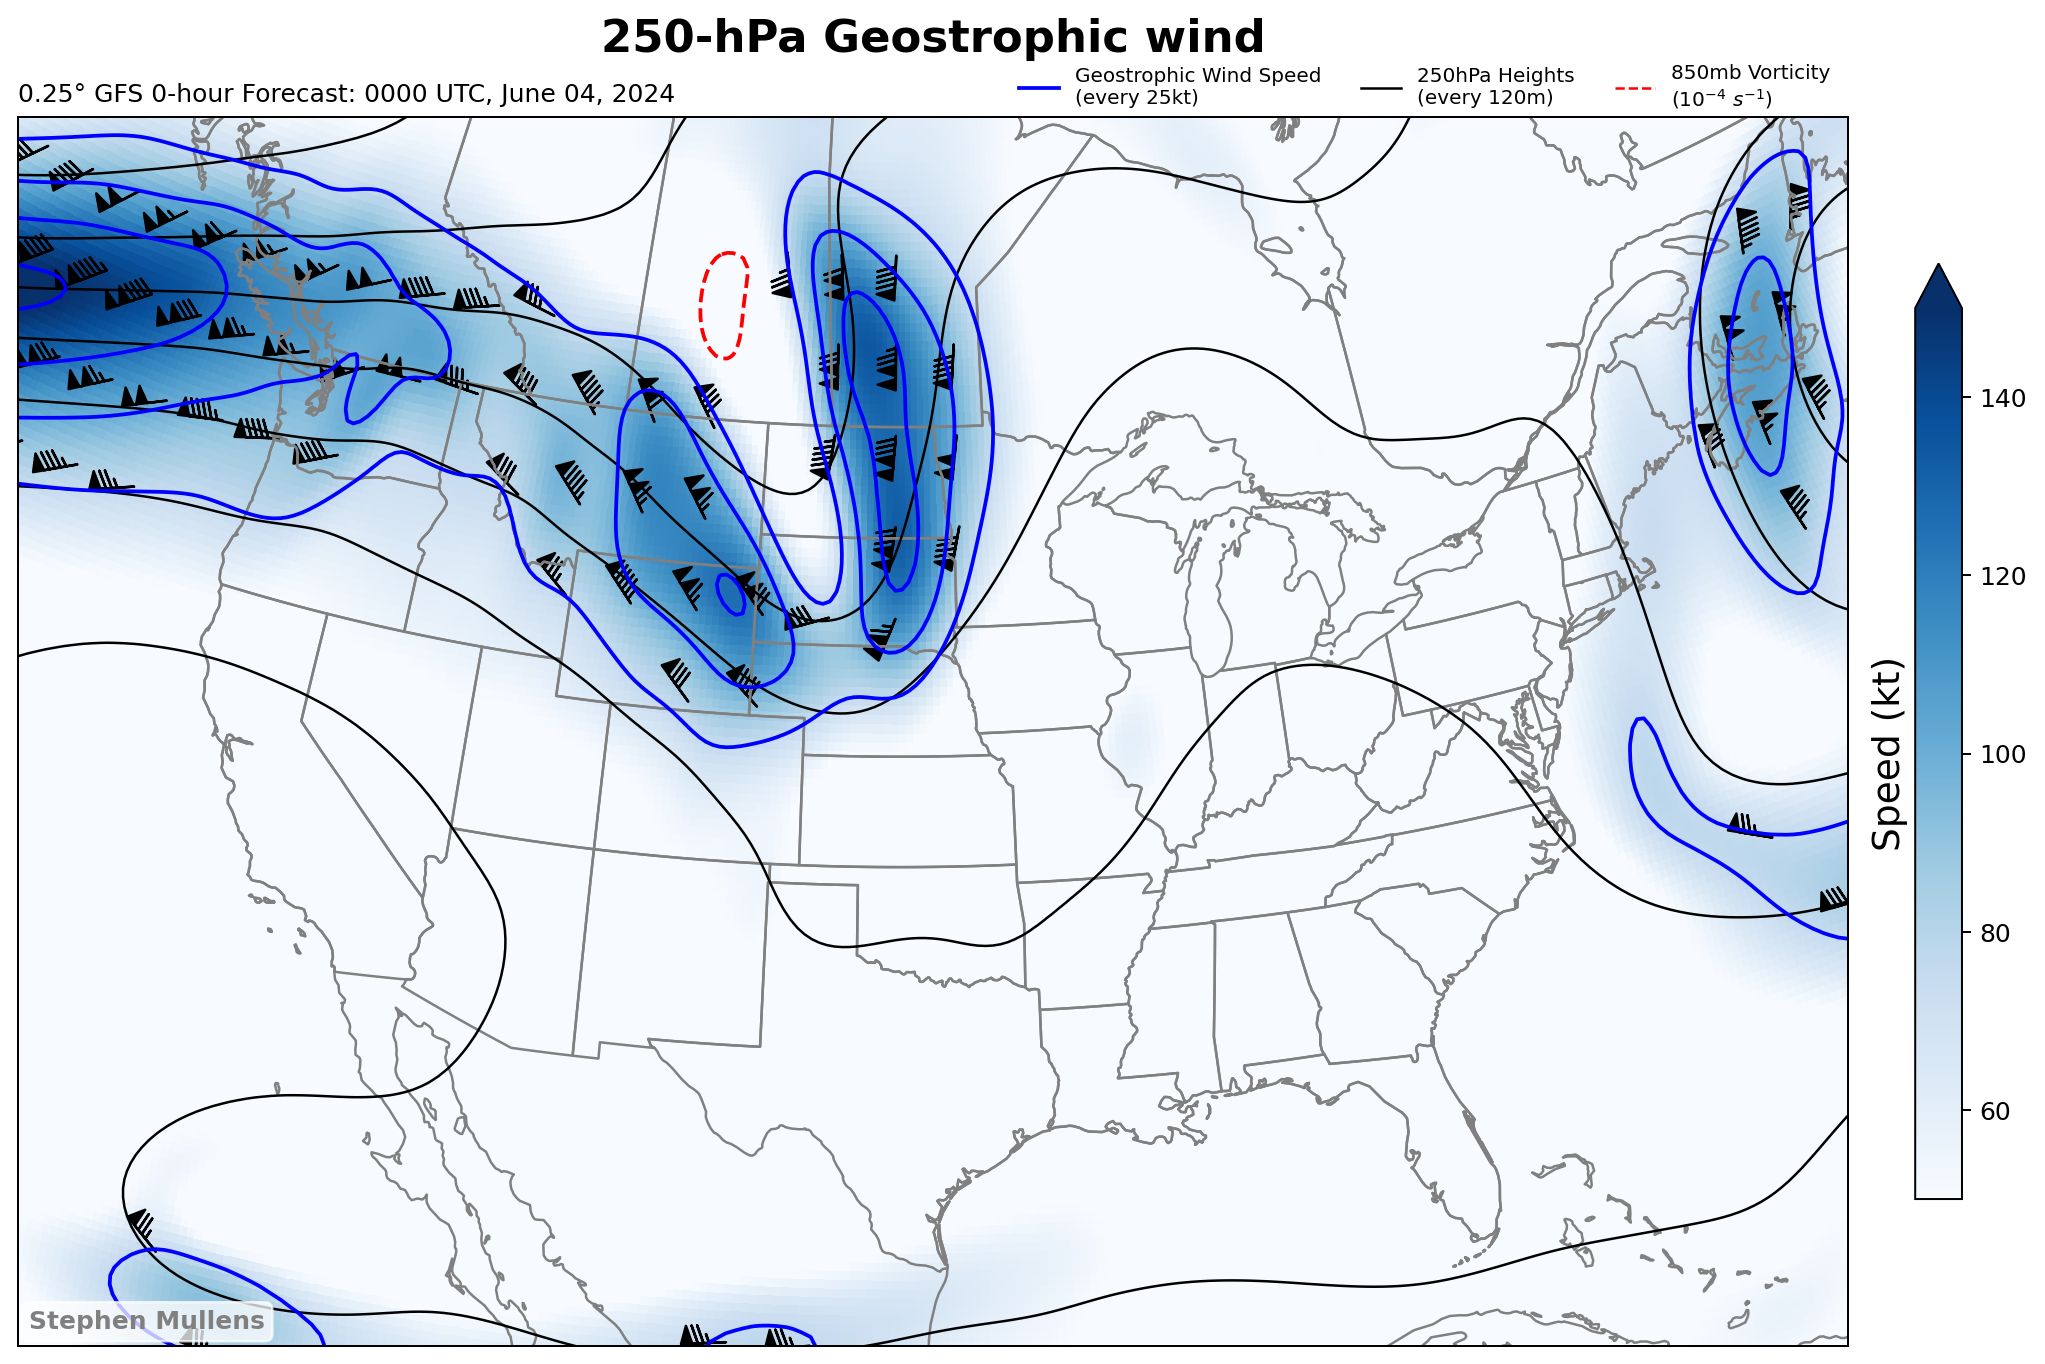 250-hPa Geostrophic wind
0.25° GFS 0-hour Forecast: 0000 UTC, June 04, 2024
Geostrophic Wind Speed
(every 25kt)
250hPa Heights
(every 120m)
850mb Vorticity
(10⁻⁴ s⁻¹)
140
120
100
80
60
Speed (kt)
Stephen Mullens